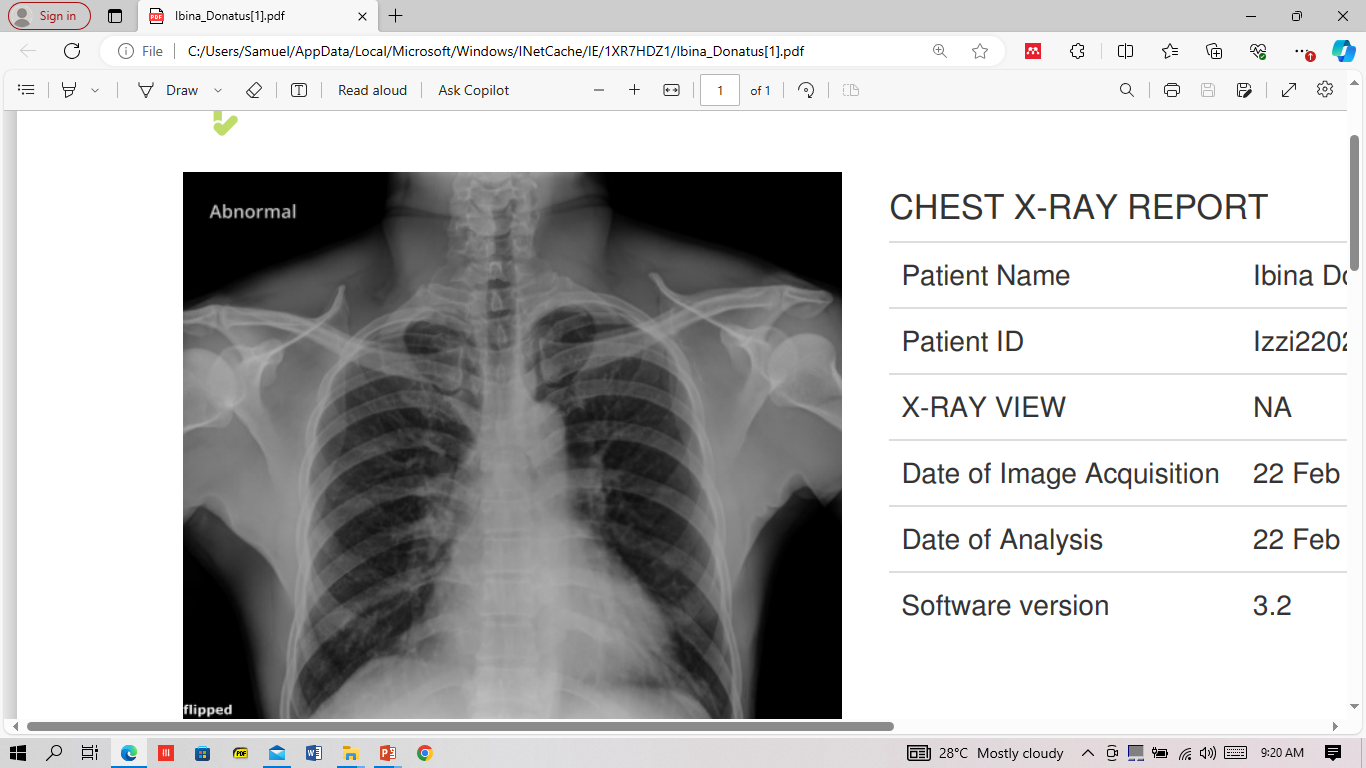 Sign in
Ibina_Donatus[1].pdf
File
C:/Users/Samuel/AppData/Local/Microsoft/Windows/INetCache/IE/1XR7HDZ1/Ibina_Donatus[1].pdf
Draw
Read aloud
Ask Copilot
1
of 1
Abnormal
CHEST X-RAY REPORT
Patient Name Ibina Do
Patient ID Izzi2202
X-RAY VIEW NA
Date of Image Acquisition 22 Feb
Date of Analysis 22 Feb
Software version 3.2
flipped
28°C Mostly cloudy
9:20 AM